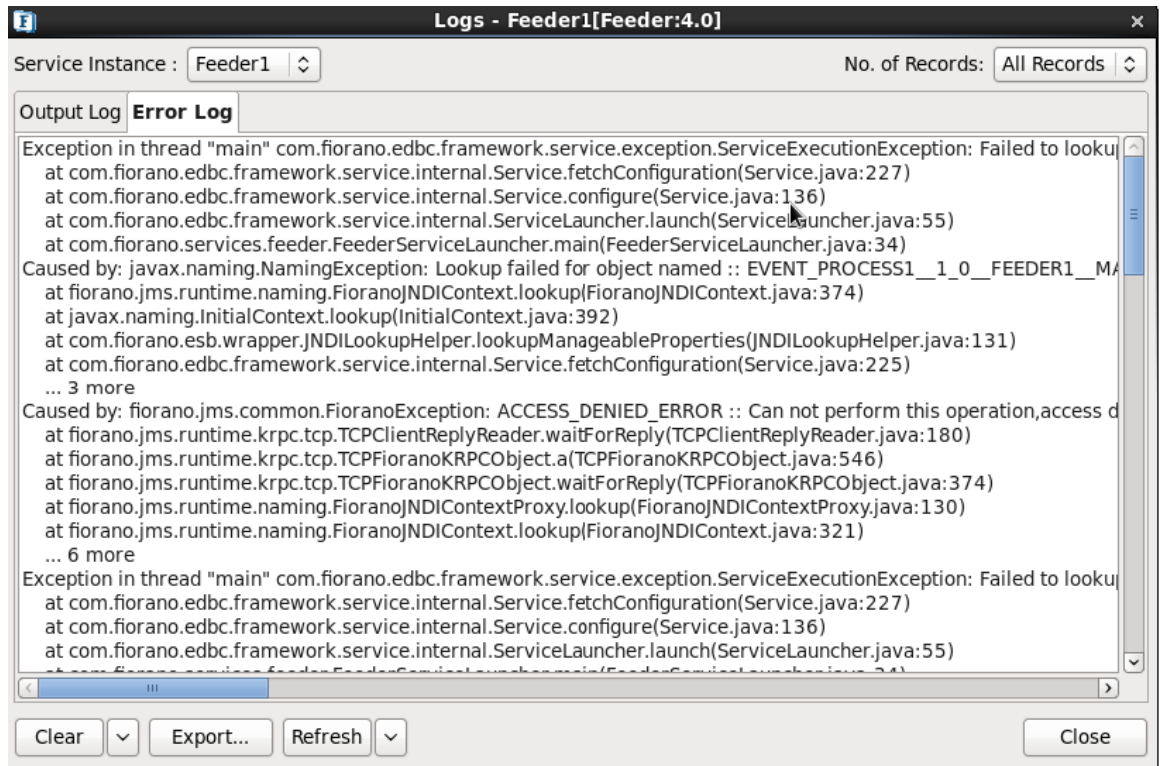 Logs - Feeder1[Feeder:4.0]
Service Instance : Feeder1 No. of Records: All Records
Output Log Error Log
Exception in thread "main" com.fiorano.edbc.framework.service.exception.ServiceExecutionException: Failed to looku
at com.fiorano.edbc.framework.service.internal.Service.fetchConfiguration(Service.java:227)
at com.fiorano.edbc.framework.service.internal.Service.configure(Service.java:136)
at com.fiorano.edbc.framework.service.internal.ServiceLauncher.launch(ServiceLauncher.java:55)
at com.fiorano.services.feeder.FeederServiceLauncher.main(FeederServiceLauncher.java:34)
Caused by: javax.naming.NamingException: Lookup failed for object named :: EVENT_PROCESS1__1_0__FEEDER1__MA
at fiorano.jms.runtime.naming.FioranoJNDIContext.lookup(FioranoJNDIContext.java:374)
at javax.naming.InitialContext.lookup(InitialContext.java:392)
at com.fiorano.esb.wrapper.JNDILookupHelper.lookupManageableProperties(JNDILookupHelper.java:131)
at com.fiorano.edbc.framework.service.internal.Service.fetchConfiguration(Service.java:225)
... 3 more
Caused by: fiorano.jms.common.FioranoException: ACCESS_DENIED_ERROR :: Can not perform this operation,access d
at fiorano.jms.runtime.krpc.tcp.TCPClientReplyReader.waitForReply(TCPClientReplyReader.java:180)
at fiorano.jms.runtime.krpc.tcp.TCPFioranoKRPCObject.a(TCPFioranoKRPCObject.java:546)
at fiorano.jms.runtime.krpc.tcp.TCPFioranoKRPCObject.waitForReply(TCPFioranoKRPCObject.java:374)
at fiorano.jms.runtime.naming.FioranoJNDIContextProxy.lookup(FioranoJNDIContextProxy.java:130)
at fiorano.jms.runtime.naming.FioranoJNDIContext.lookup(FioranoJNDIContext.java:321)
... 6 more
Exception in thread "main" com.fiorano.edbc.framework.service.exception.ServiceExecutionException: Failed to looku
at com.fiorano.edbc.framework.service.internal.Service.fetchConfiguration(Service.java:227)
at com.fiorano.edbc.framework.service.internal.Service.configure(Service.java:136)
at com.fiorano.edbc.framework.service.internal.ServiceLauncher.launch(ServiceLauncher.java:55)
at com.fiorano.services.feeder.FeederServiceLauncher.main(FeederServiceLauncher.java:34)
Clear Export... Refresh Close